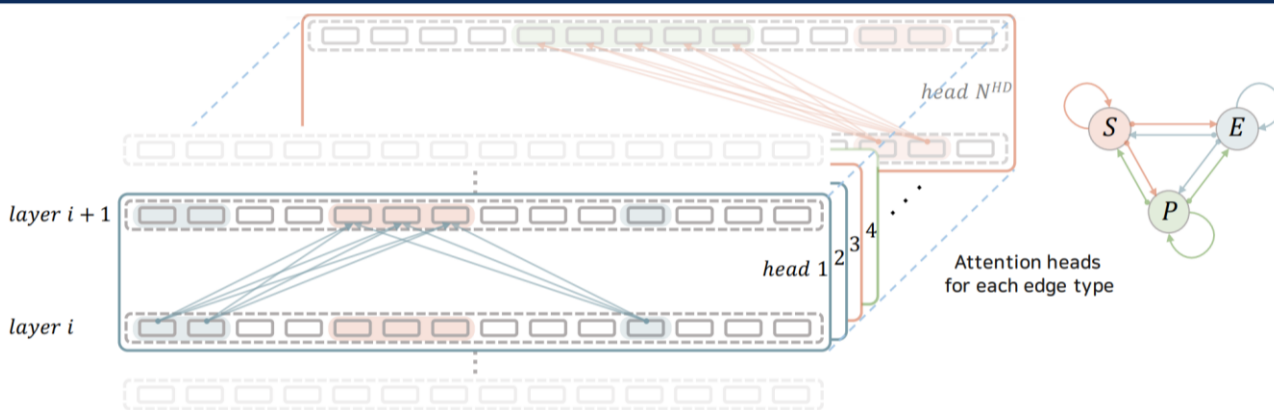 head N^{HD}
S
E
layer i + 1
P
4
3
2
head 1
Attention heads
for each edge type
layer i